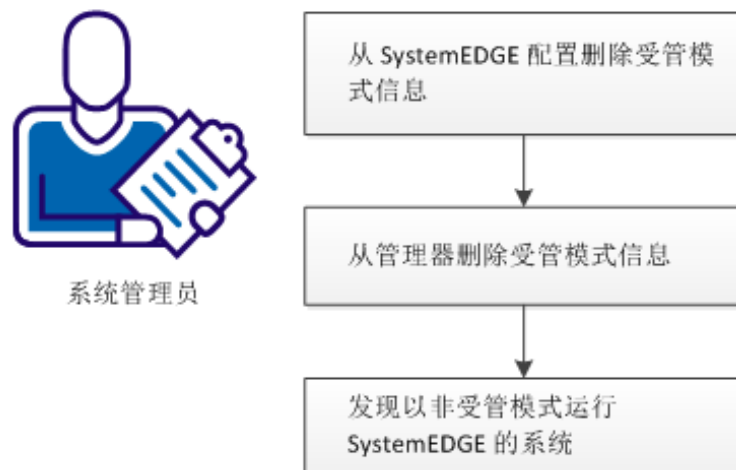 从 SystemEDGE 配置删除受管模
式信息
从管理器删除受管模式信息
系统管理员
发现以非受管模式运行
SystemEDGE 的系统